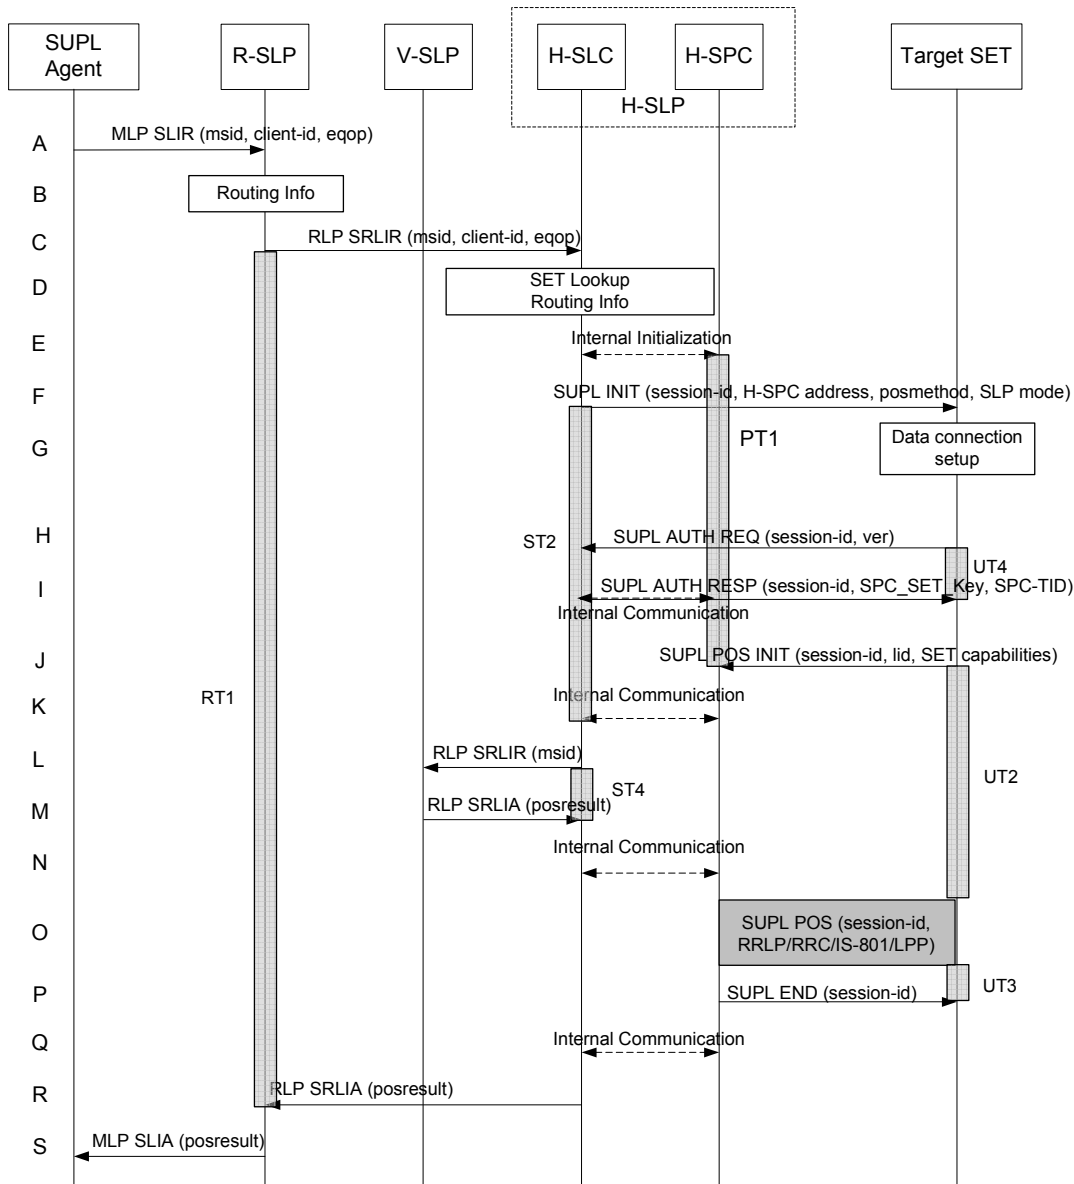 SUPL
Agent
R-SLP
V-SLP
H-SLC
H-SPC
Target SET
H-SLP
A
MLP SLIR (msid, client-id, eqop)
B
Routing Info
C
RLP SRLIR (msid, client-id, eqop)
D
SET Lookup
Routing Info
E
Internal Initialization
F
SUPL INIT (session-id, H-SPC address, posmethod, SLP mode)
G
PT1
Data connection
setup
H
ST2
SUPL AUTH REQ (session-id, ver)
UT4
I
SUPL AUTH RESP (session-id, SPC_SET_Key, SPC-TID)
Internal Communication
J
SUPL POS INIT (session-id, lid, SET capabilities)
RT1
K
Internal Communication
L
RLP SRLIR (msid)
ST4
UT2
M
RLP SRLIA (posresult)
N
Internal Communication
O
SUPL POS (session-id,
RRLP/RRC/IS-801/LPP)
P
SUPL END (session-id)
UT3
Q
Internal Communication
R
RLP SRLIA (posresult)
S
MLP SLIA (posresult)